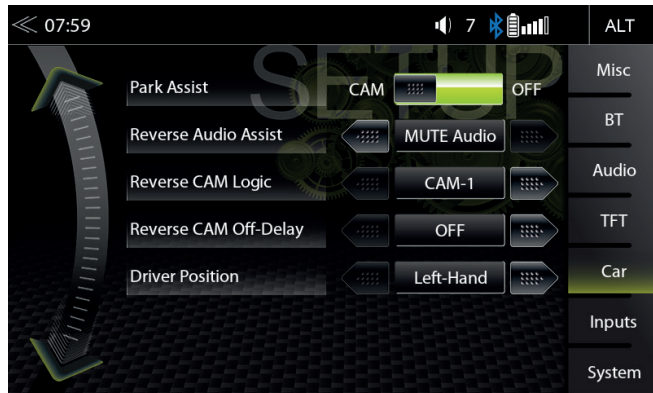 07:59 7 ALT
SETUP
Park Assist CAM OFF
Reverse Audio Assist MUTE Audio
Reverse CAM Logic CAM-1
Reverse CAM Off-Delay OFF
Driver Position Left-Hand
Misc
BT
Audio
TFT
Car
Inputs
System